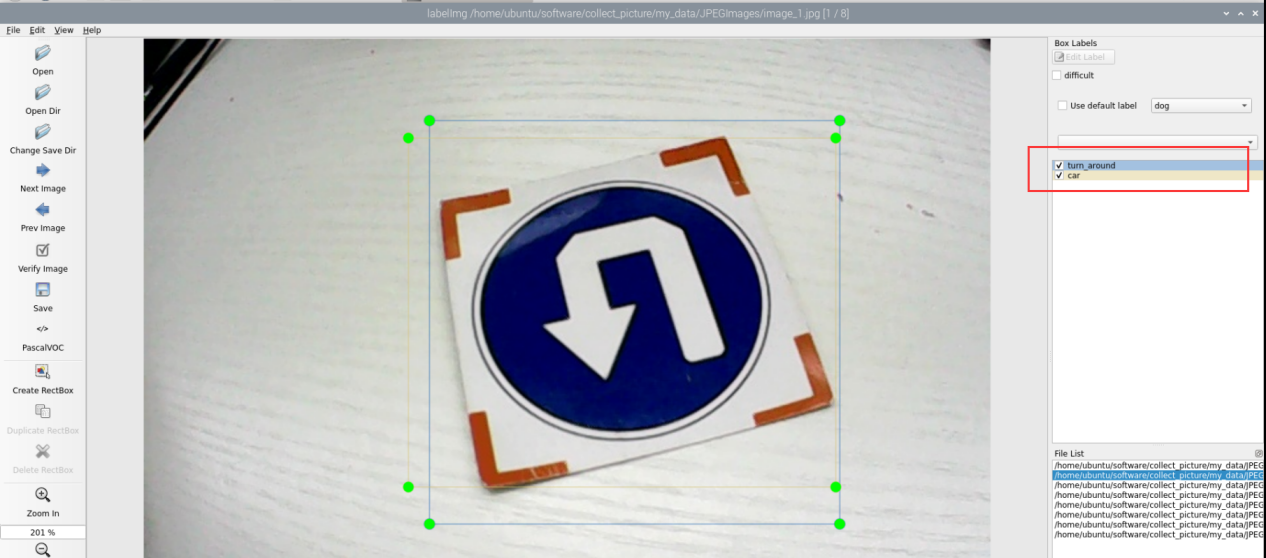 labelImg /home/ubuntu/software/collect_picture/my_data/JPEGImages/image_1.jpg [1 / 8]
File Edit View Help
Open
Open Dir
Change Save Dir
Next Image
Prev Image
Verify Image
Save
</>
PascalVOC
Create RectBox
Duplicate RectBox
Delete RectBox
Zoom In
201 %
Box Labels
Edit Label
difficult
Use default label dog
turn_around
car
File List
/home/ubuntu/software/collect_picture/my_data/JPEG
/home/ubuntu/software/collect_picture/my_data/JPEG
/home/ubuntu/software/collect_picture/my_data/JPEG
/home/ubuntu/software/collect_picture/my_data/JPEG
/home/ubuntu/software/collect_picture/my_data/JPEG
/home/ubuntu/software/collect_picture/my_data/JPEG
/home/ubuntu/software/collect_picture/my_data/JPEG
/home/ubuntu/software/collect_picture/my_data/JPEG